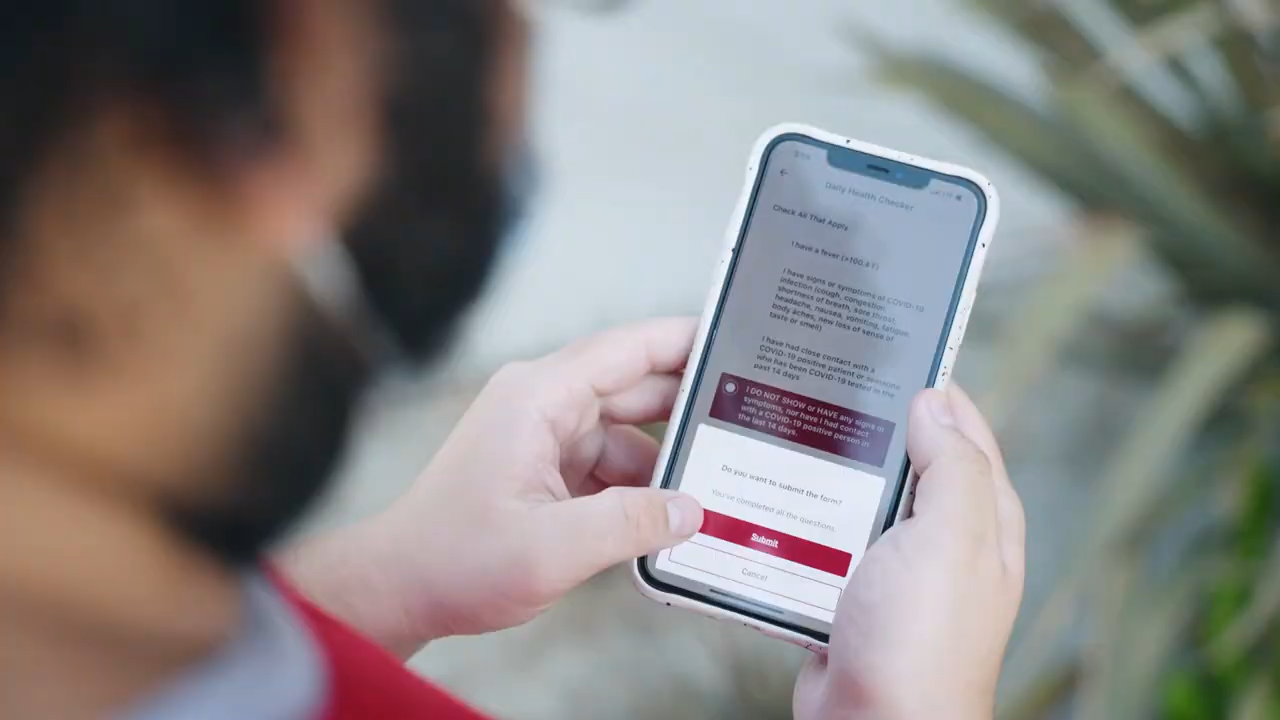 Daily Health Checker
Check All That Apply
I have a fever (>100.4 F)
I have signs or symptoms of COVID-19
infection (cough, congestion,
shortness of breath, sore throat,
headache, nausea, vomiting, fatigue,
body aches, new loss of sense of
taste or smell)
I have had close contact with a
COVID-19 positive patient or someone
who has been COVID-19 tested in the
past 14 days
I DO NOT SHOW or HAVE any signs or
symptoms, nor have I had contact
with a COVID-19 positive person in
the last 14 days.
Do you want to submit the form?
You've completed all the questions.
Submit
Cancel